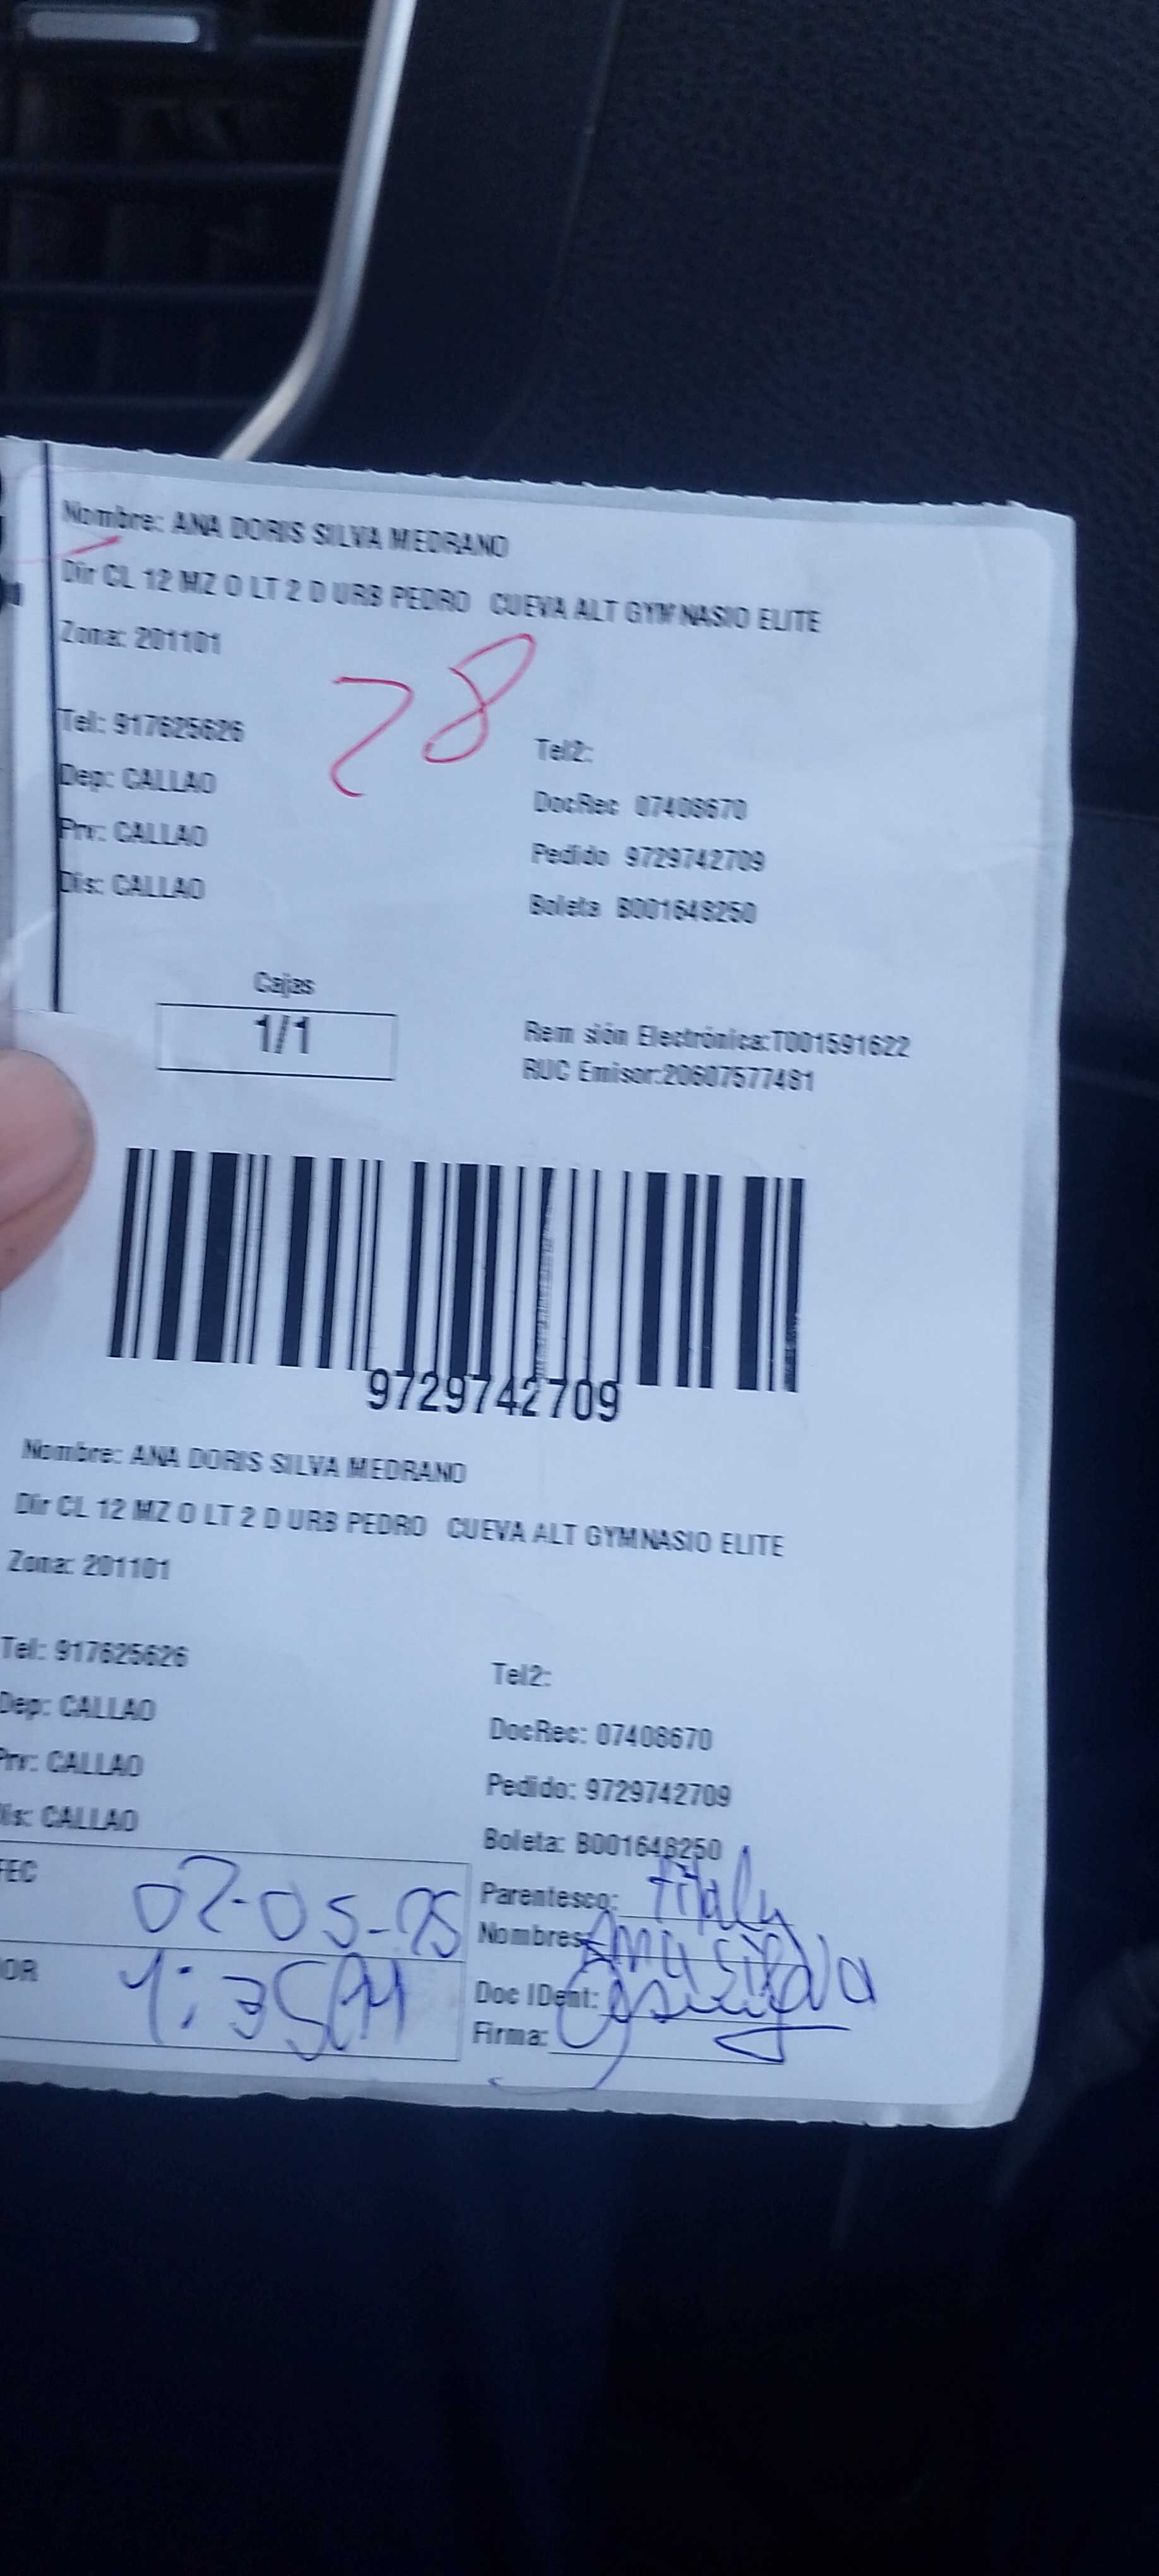 Nombre: ANA DORIS SILVA MEDRANO
Dir CL 12 MZ O LT 2 D URB PEDRO CUEVA ALT GYMNASIO ELITE
Zona: 201101
28
Tel: 917625626
Tel2:
Dep: CALLAO
DocRec 07408670
Prv: CALLAO
Pedido 9729742709
Dis: CALLAO
Boleta B001648250
Cajas
1/1
Rem sión Electrónica:T001591622
RUC Emisor:20607577481
9729742709
Nombre: ANA DORIS SILVA MEDRANO
Dir CL 12 MZ O LT 2 D URB PEDRO CUEVA ALT GYMNASIO ELITE
Zona: 201101
Tel: 917625626
Tel2:
Dep: CALLAO
DocRec: 07408670
Prv: CALLAO
Pedido: 9729742709
Dis: CALLAO
Boleta: B001648250
FEC 02-05-25
Parentesco:
Nombres: Ana Silva
HOR
Doc IDent:
Firma: